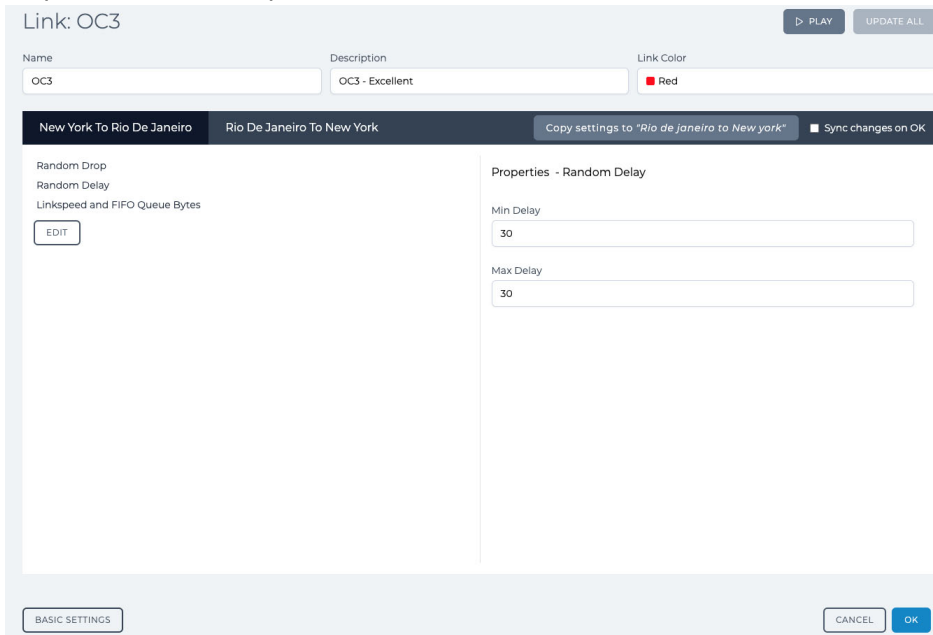 Link: OC3
PLAY
UPDATE ALL
Name
Description
Link Color
OC3
OC3 - Excellent
Red
New York To Rio De Janeiro
Rio De Janeiro To New York
Copy settings to "Rio de janeiro to New york"
Sync changes on OK
Random Drop
Random Delay
Linkspeed and FIFO Queue Bytes
EDIT
Properties - Random Delay
Min Delay
30
Max Delay
30
BASIC SETTINGS
CANCEL
OK